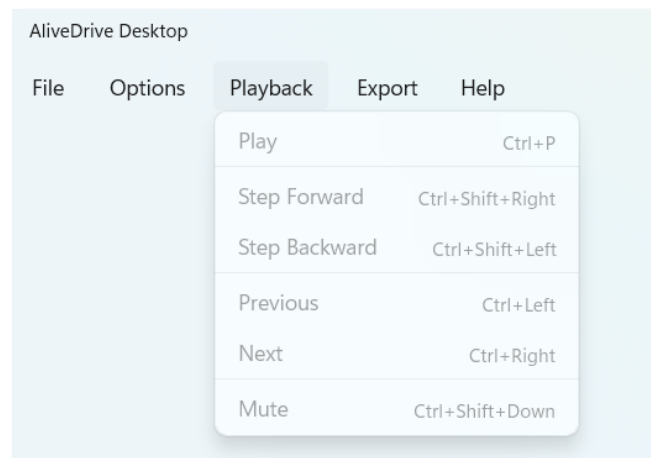 AliveDrive Desktop
File Options Playback Export Help
Play Ctrl+P
Step Forward Ctrl+Shift+Right
Step Backward Ctrl+Shift+Left
Previous Ctrl+Left
Next Ctrl+Right
Mute Ctrl+Shift+Down